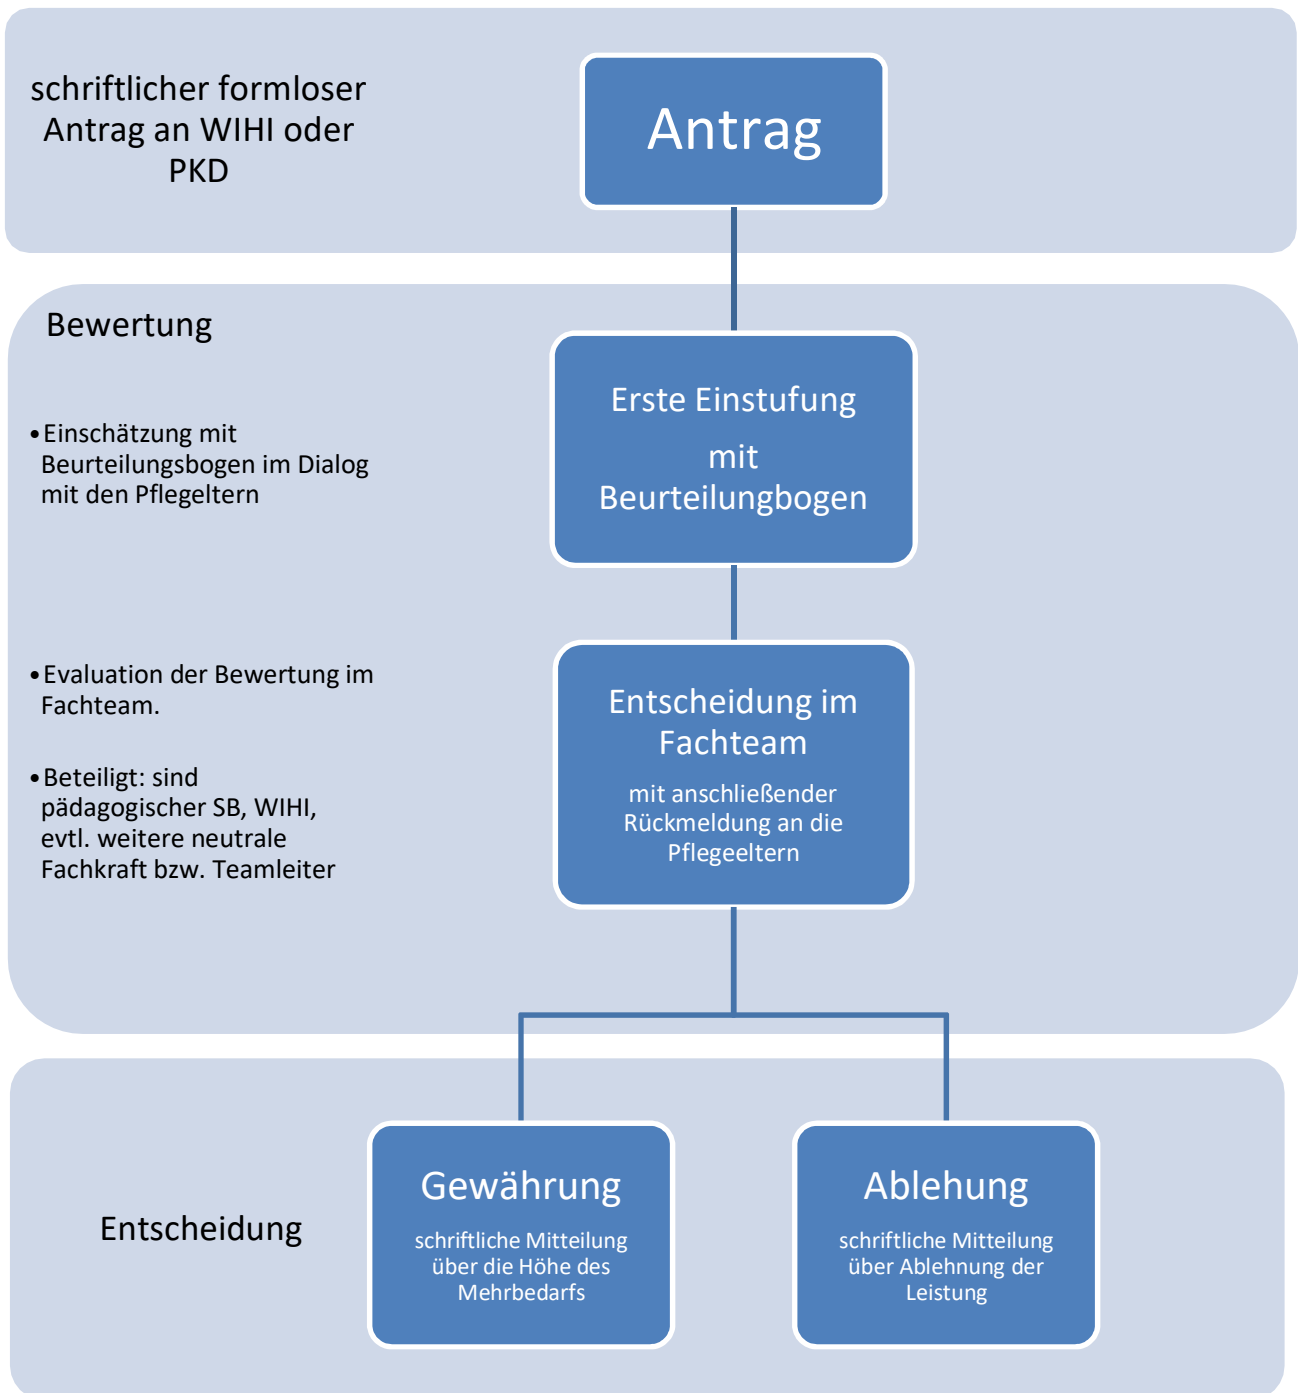 schriftlicher formloser
Antrag an WIHI oder
PKD
Antrag
Bewertung
•Einschätzung mit
Beurteilungsbogen im Dialog
mit den Pflegeltern
Erste Einstufung
mit
Beurteilungbogen
•Evaluation der Bewertung im
Fachteam.
•Beteiligt: sind
pädagogischer SB, WIHI,
evtl. weitere neutrale
Fachkraft bzw. Teamleiter
Entscheidung im
Fachteam
mit anschließender
Rückmeldung an die
Pflegeeltern
Entscheidung
Gewährung
schriftliche Mitteilung
über die Höhe des
Mehrbedarfs
Ablehung
schriftliche Mitteilung
über Ablehnung der
Leistung